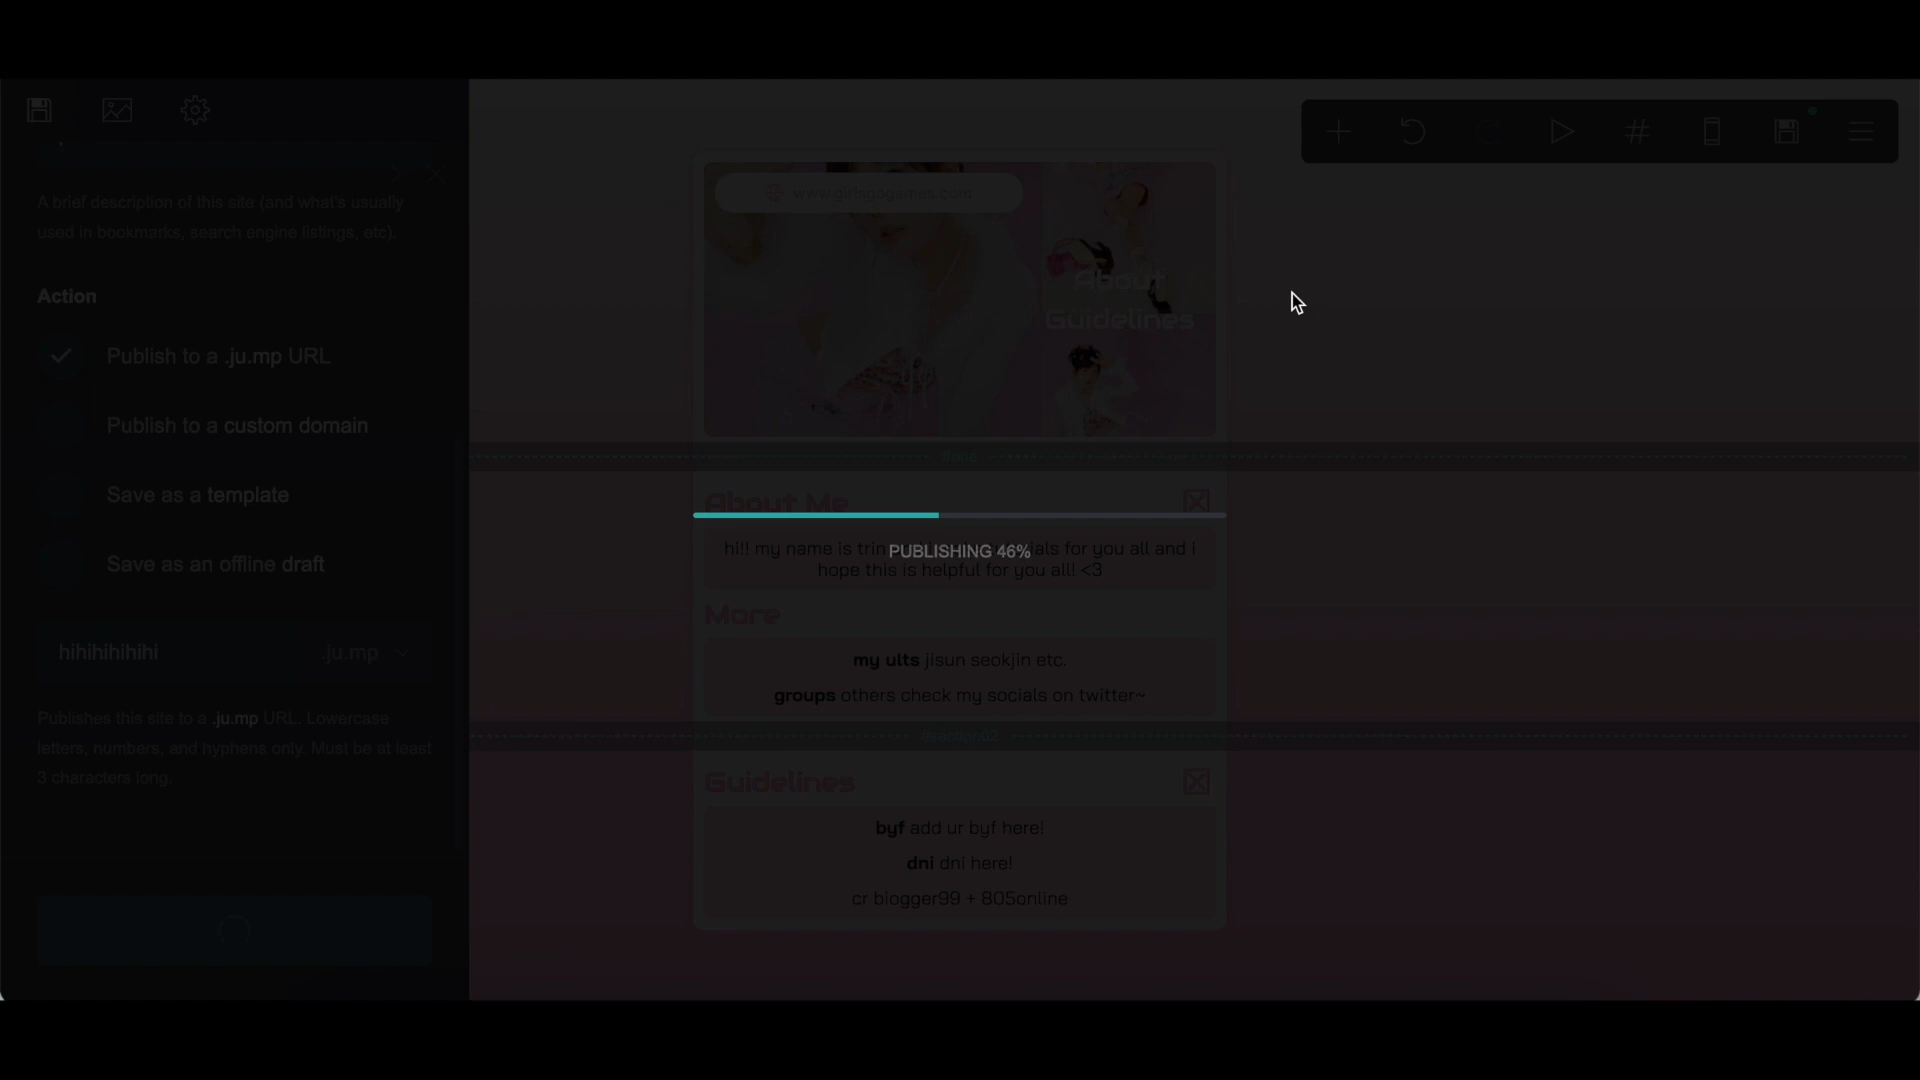 A brief description of this site (and what's usually
used in bookmarks, search engine listings, etc).
Action
Publish to a .ju.mp URL
Publish to a custom domain
Save as a template
Save as an offline draft
hihihihihihi
.ju.mp
Publishes this site to a .ju.mp URL. Lowercase
letters, numbers, and hyphens only. Must be at least
3 characters long.
www.girlsgogames.com
About
Guidelines
About Me
PUBLISHING 46%
hi!! my name is trin for you all and i
hope this is helpful for you all! <3
More
my ults jisun seokjin etc.
groups others check my socials on twitter~
Guidelines
byf add ur byf here!
dni dni here!
cr biogger99 + 805online